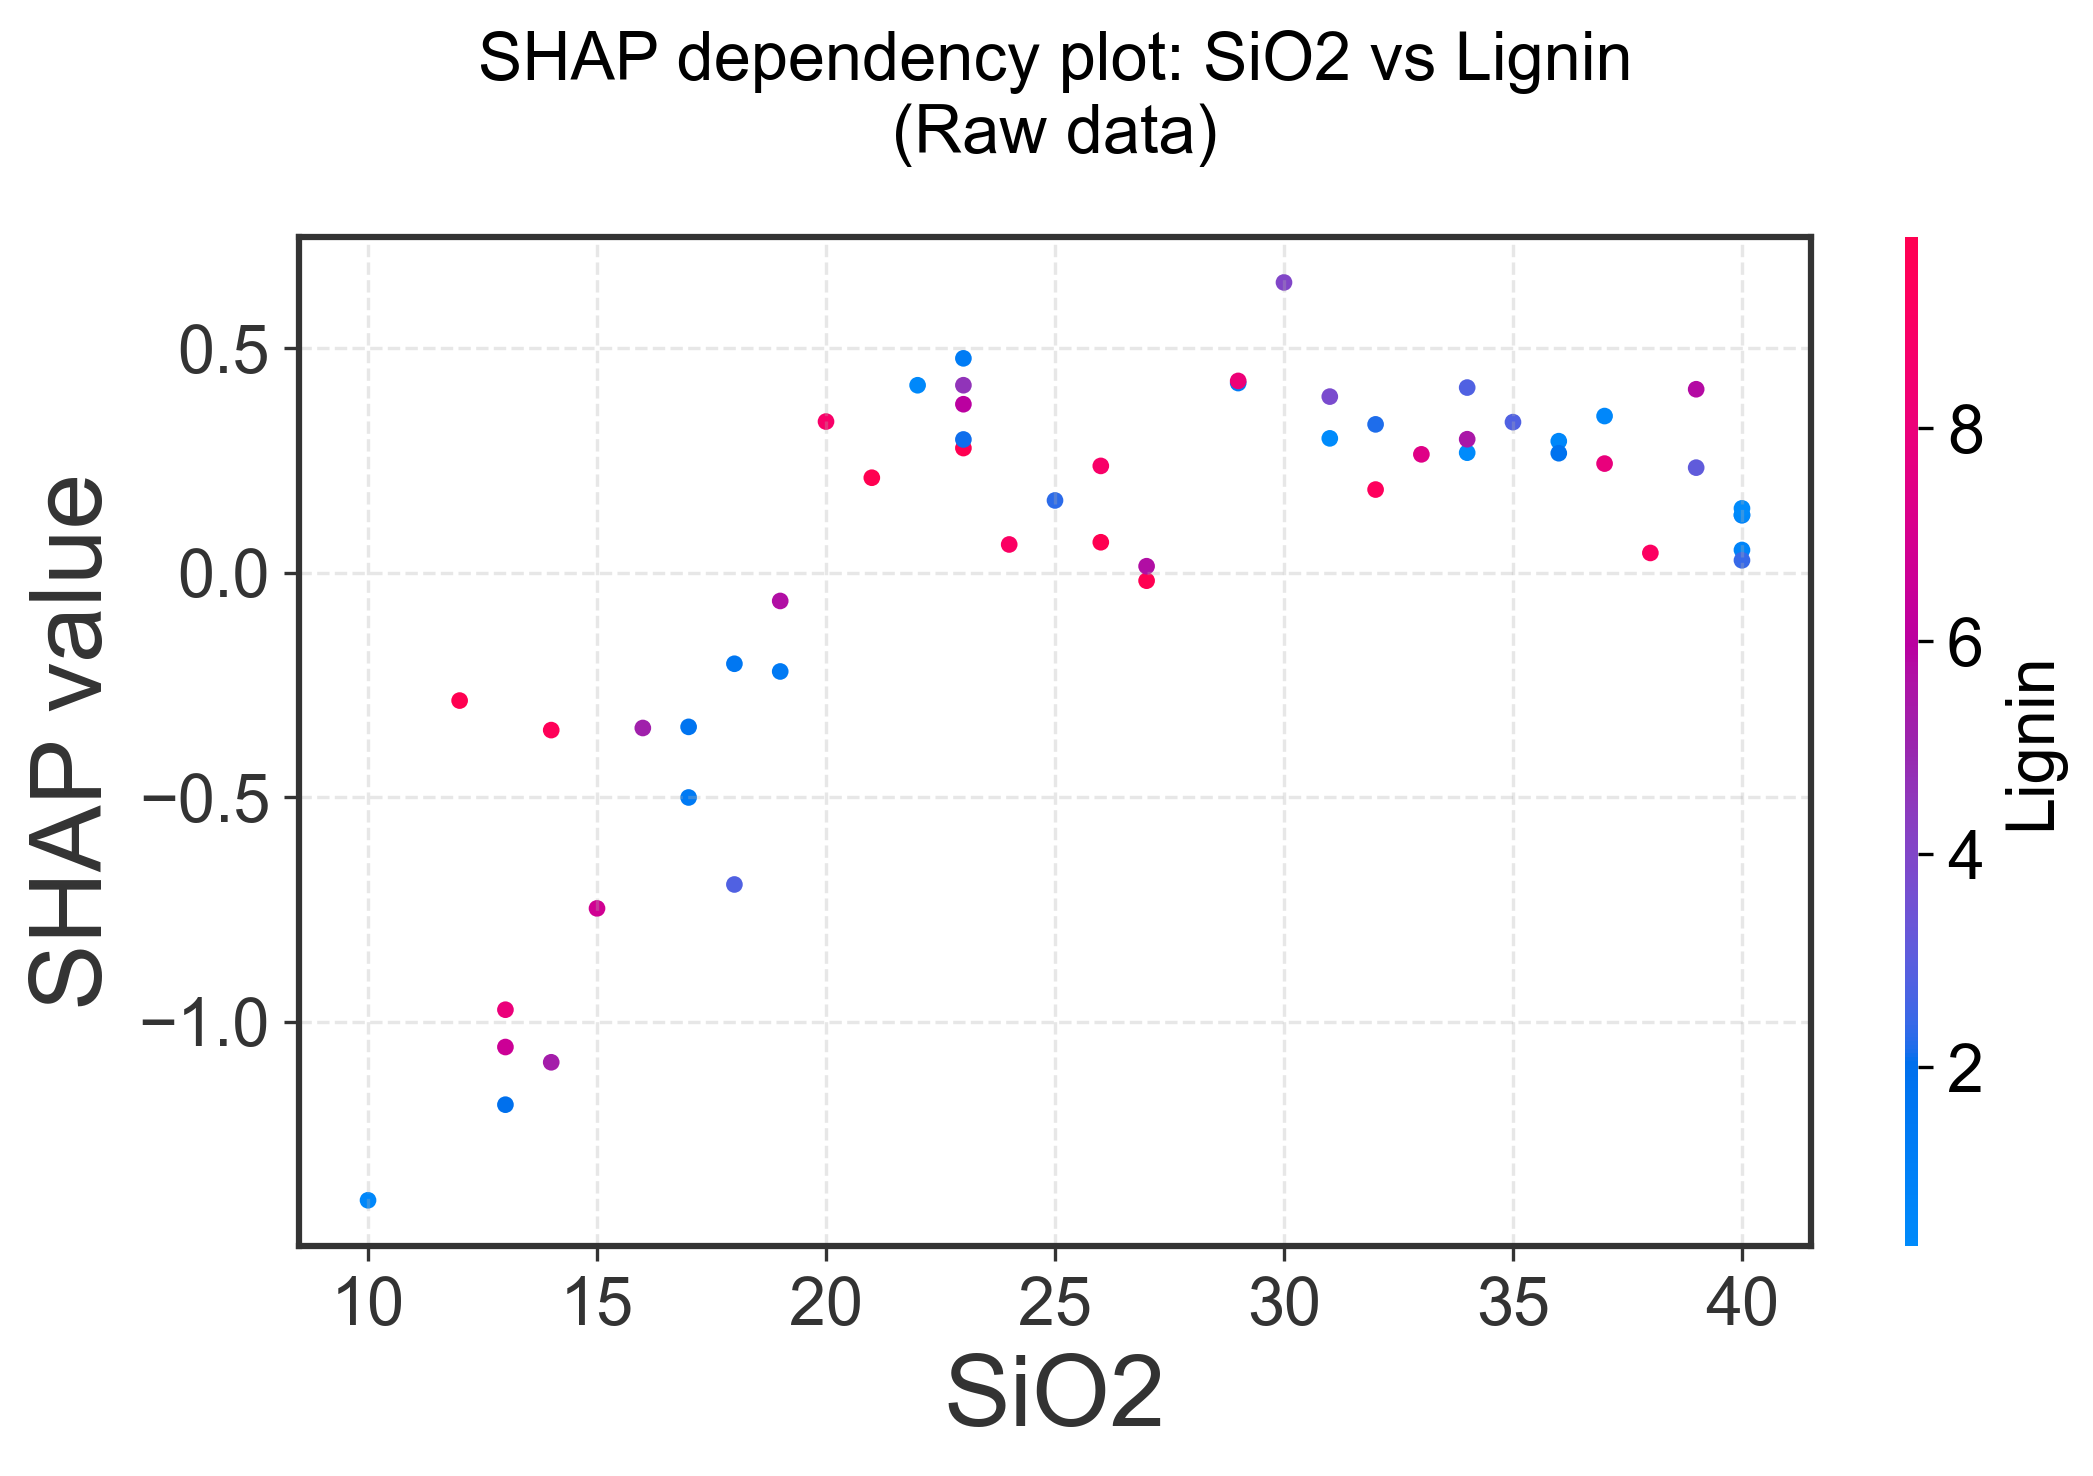 SHAP dependency plot: SiO2 vs Lignin
(Raw data)
SHAP value
0.5
0.0
−0.5
−1.0
10 15 20 25 30 35 40
SiO2
8
6
4
2
Lignin